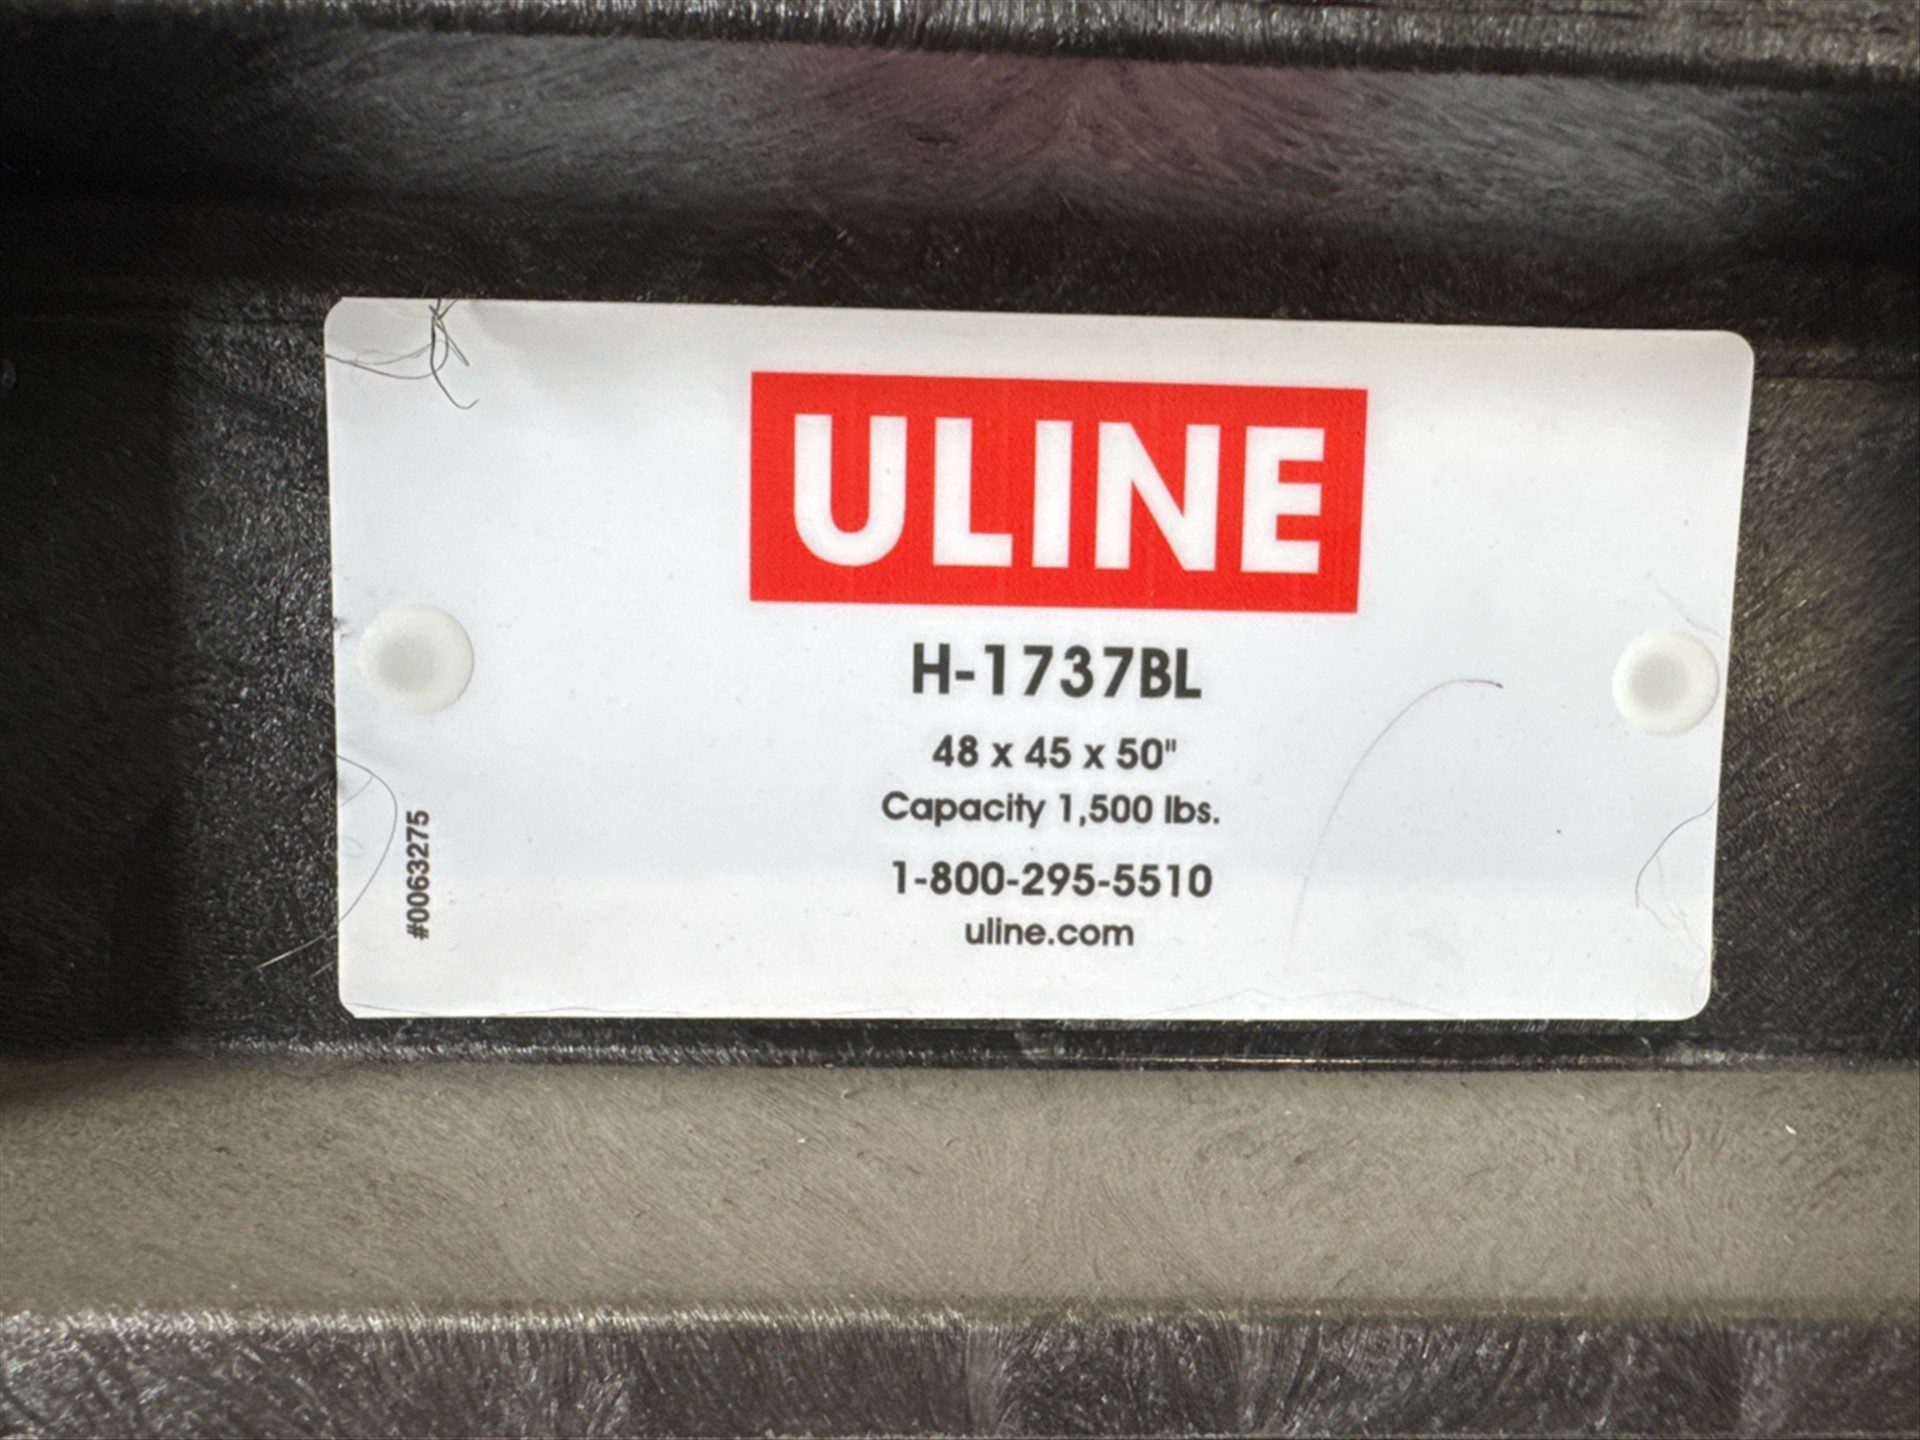 ULINE
H-1737BL
48 x 45 x 50"
Capacity 1,500 lbs.
1-800-295-5510
uline.com
#0063275